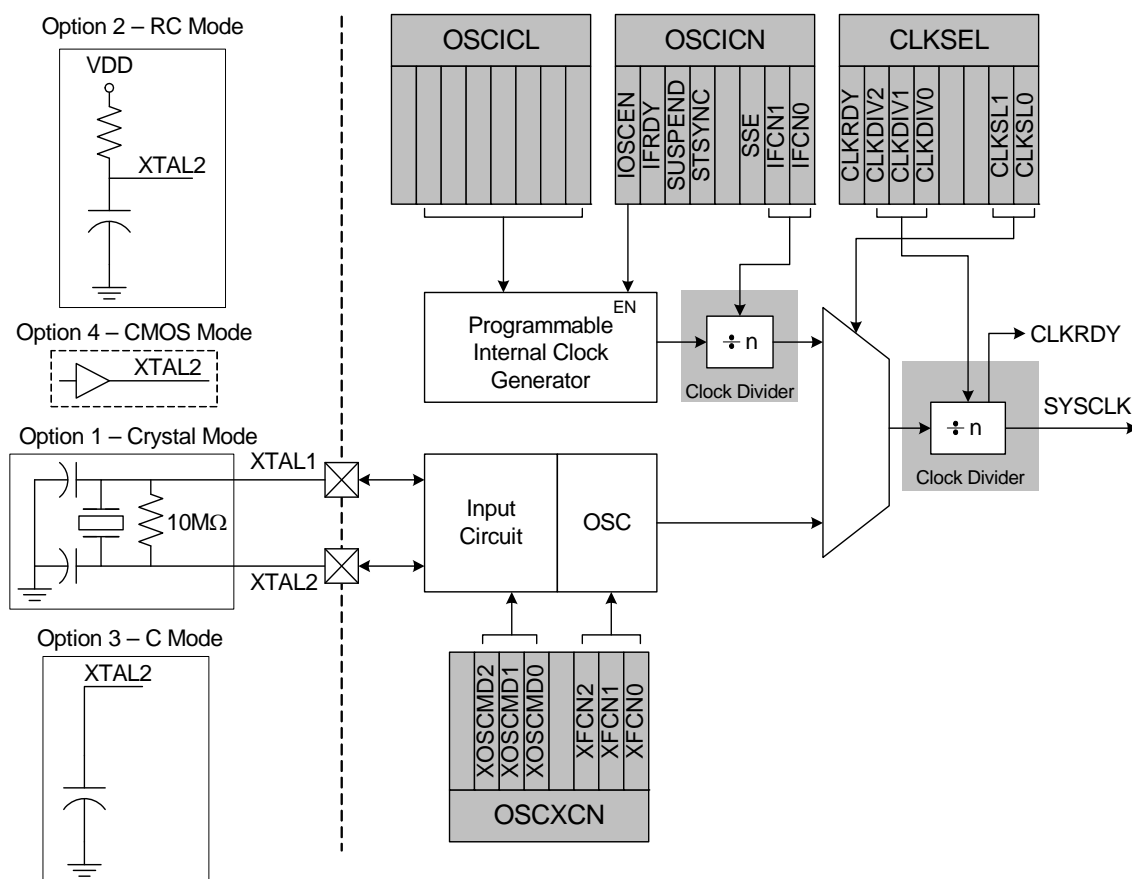 Option 2 – RC Mode
VDD
XTAL2
Option 4 – CMOS Mode
XTAL2
Option 1 – Crystal Mode
XTAL1
10MΩ
XTAL2
Option 3 – C Mode
XTAL2
OSCICL
OSCICN
IOSCEN
IFRDY
SUSPEND
STSYNC
SSE
IFCN1
IFCN0
CLKSEL
CLKRDY
CLKDIV2
CLKDIV1
CLKDIV0
CLKSL1
CLKSL0
EN
Programmable
Internal Clock
Generator
÷ n
Clock Divider
CLKRDY
SYSCLK
÷ n
Clock Divider
Input
Circuit
OSC
XOSCMD2
XOSCMD1
XOSCMD0
XFCN2
XFCN1
XFCN0
OSCXCN